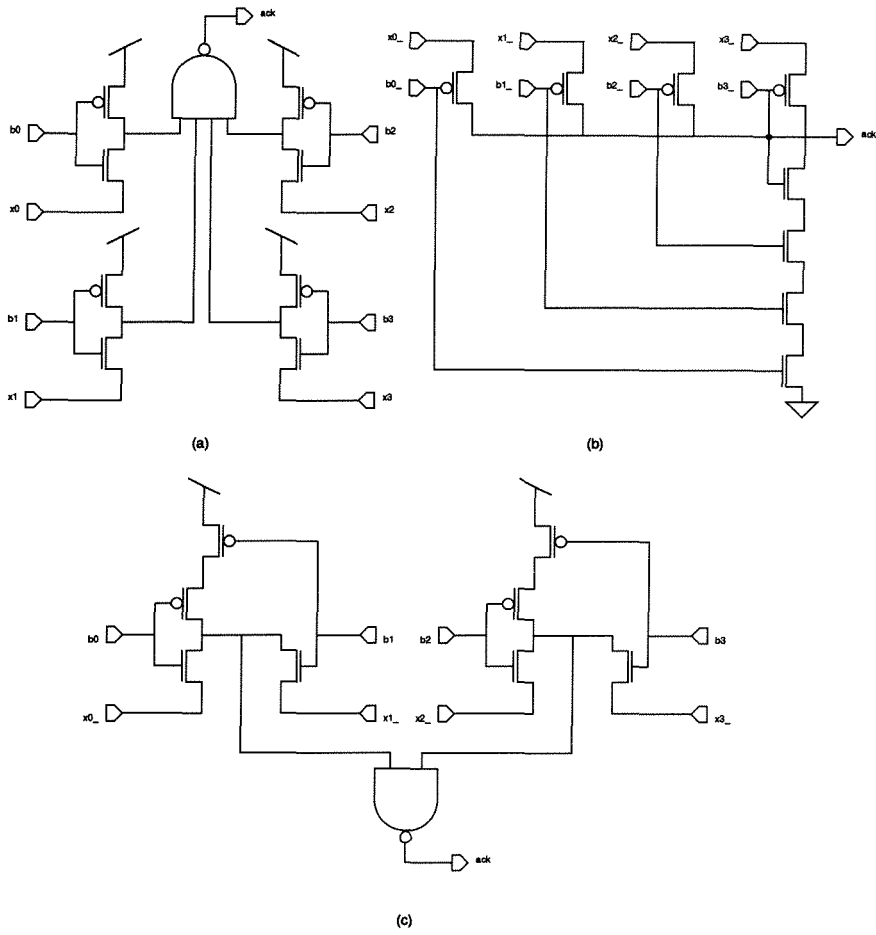 ack
b0
b2
x0
x2
b1
b3
x1
x3
(a)
x0_
x1_
x2_
x3_
b0_
b1_
b2_
b3_
ack
(b)
b0
b1
b2
b3
x0_
x1_
x2_
x3_
ack
(c)